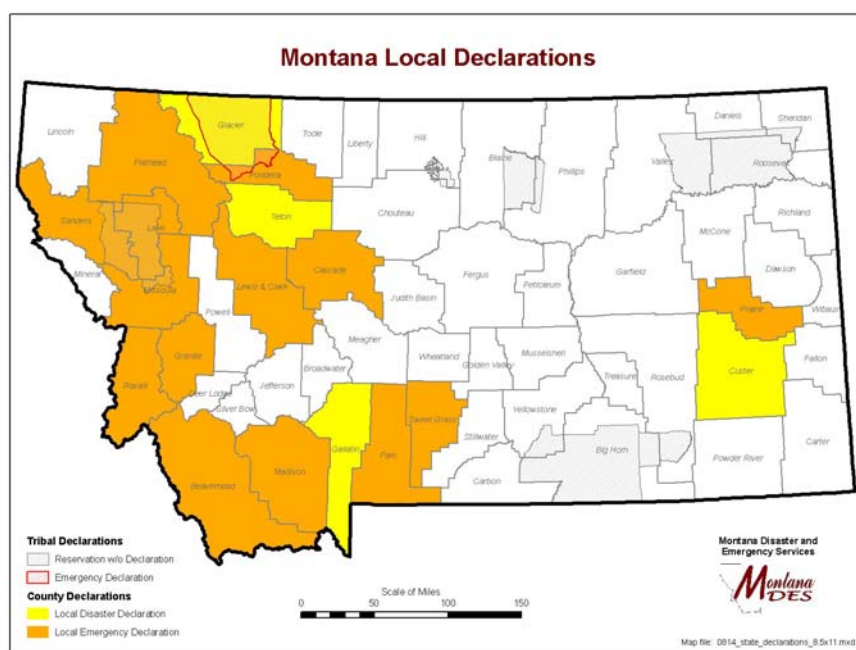 Montana Local Declarations
Lincoln
Flathead
Glacier
Toole
Liberty
Hill
Blaine
Phillips
Valley
Daniels
Sheridan
Roosevelt
Pondera
Teton
Chouteau
Sanders
Lake
Mineral
Missoula
Powell
Lewis & Clark
Cascade
Judith Basin
Fergus
Petroleum
Garfield
McCone
Richland
Dawson
Prairie
Wibaux
Ravalli
Granite
Deer Lodge
Silver Bow
Jefferson
Broadwater
Meagher
Wheatland
Golden Valley
Musselshell
Treasure
Rosebud
Custer
Fallon
Beaverhead
Madison
Gallatin
Park
Sweet Grass
Stillwater
Yellowstone
Carbon
Big Horn
Powder River
Carter
Tribal Declarations
Reservation w/o Declaration
Emergency Declaration
County Declarations
Local Disaster Declaration
Local Emergency Declaration
Scale of Miles
0 25 50 100 150
Montana Disaster and
Emergency Services
Montana
DES
Map file: 0814_state_declarations_8.5x11.mxd